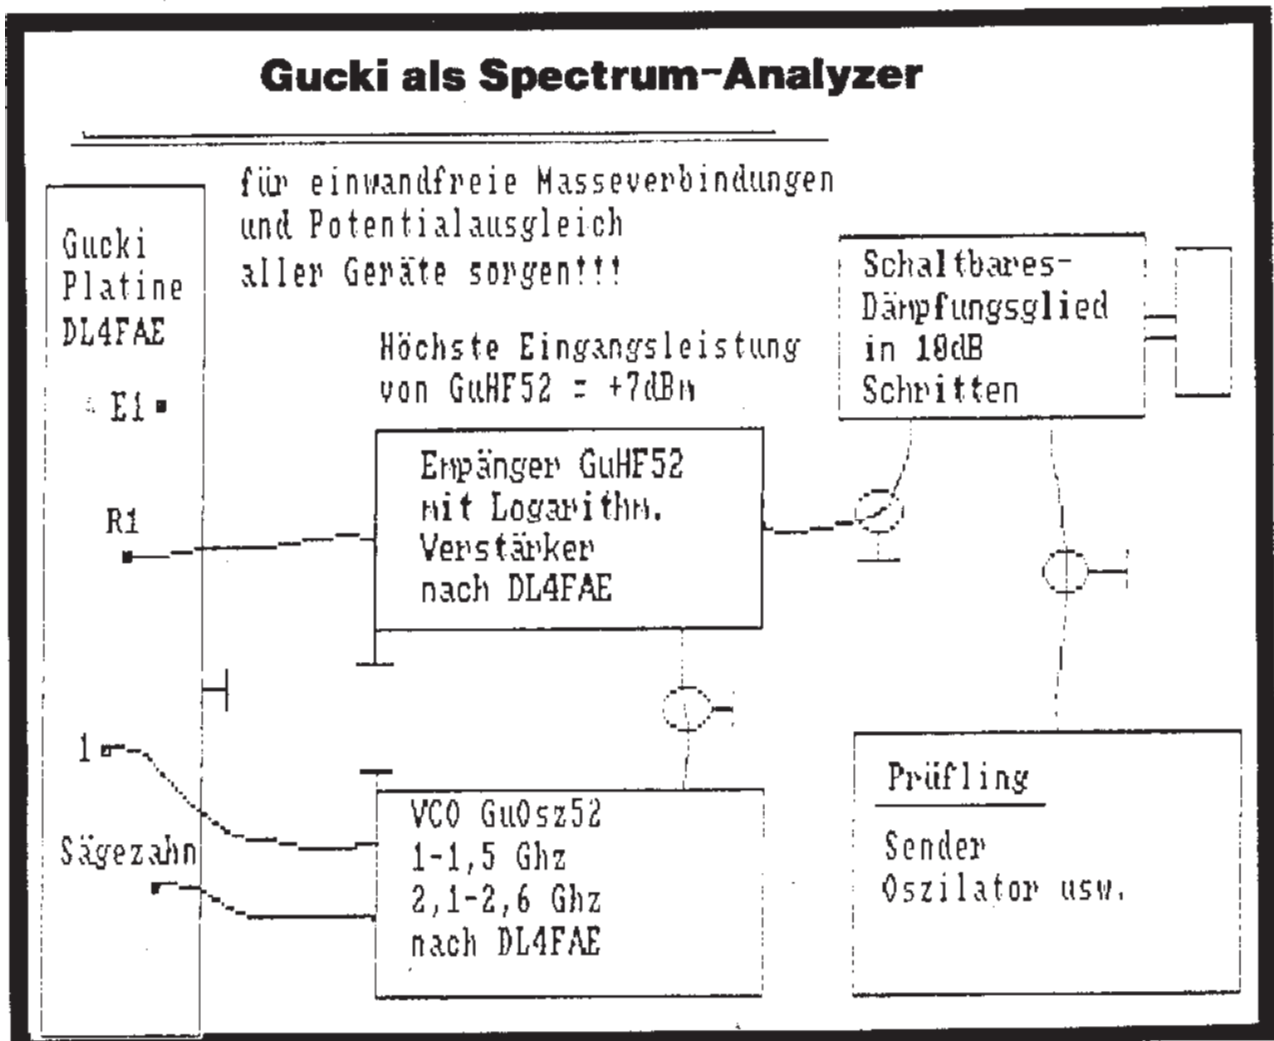 Gucki als Spectrum-Analyzer
für einwandfreie Masseverbindungen
und Potentialausgleich
aller Geräte sorgen!!!
Gucki
Platine
DL4FAE
E1
R1
1
Sägezahn
Höchste Eingangsleistung
von GuHF52 = +7dBm
Empänger GuHF52
mit Logarithm.
Verstärker
nach DL4FAE
VCO GuOsz52
1-1,5 Ghz
2,1-2,6 Ghz
nach DL4FAE
Schaltbares-
Dämpfungsglied
in 10dB
Schritten
Prüfling
Sender
Oszilator usw.